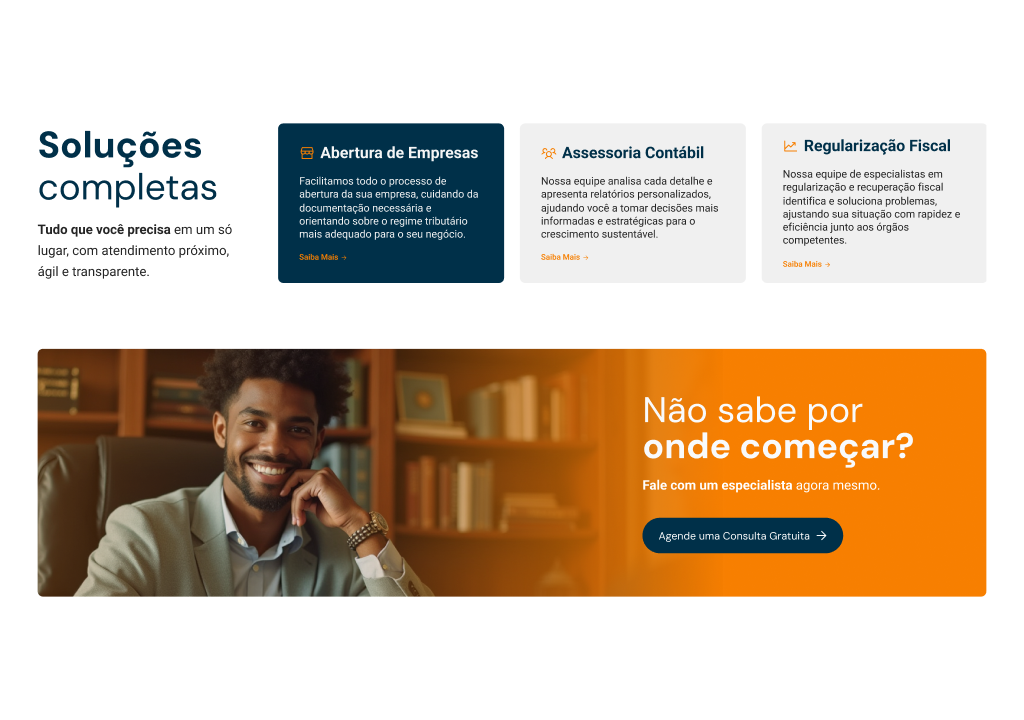 Soluções
completas
Tudo que você precisa em um só
lugar, com atendimento próximo,
ágil e transparente.
Abertura de Empresas
Facilitamos todo o processo de
abertura da sua empresa, cuidando da
documentação necessária e
orientando sobre o regime tributário
mais adequado para o seu negócio.
Saiba Mais →
Assessoria Contábil
Nossa equipe analisa cada detalhe e
apresenta relatórios personalizados,
ajudando você a tomar decisões mais
informadas e estratégicas para o
crescimento sustentável.
Saiba Mais →
Regularização Fiscal
Nossa equipe de especialistas em
regularização e recuperação fiscal
identifica e soluciona problemas,
ajustando sua situação com rapidez e
eficiência junto aos órgãos
competentes.
Saiba Mais →
Não sabe por
onde começar?
Fale com um especialista agora mesmo.
Agende uma Consulta Gratuita →